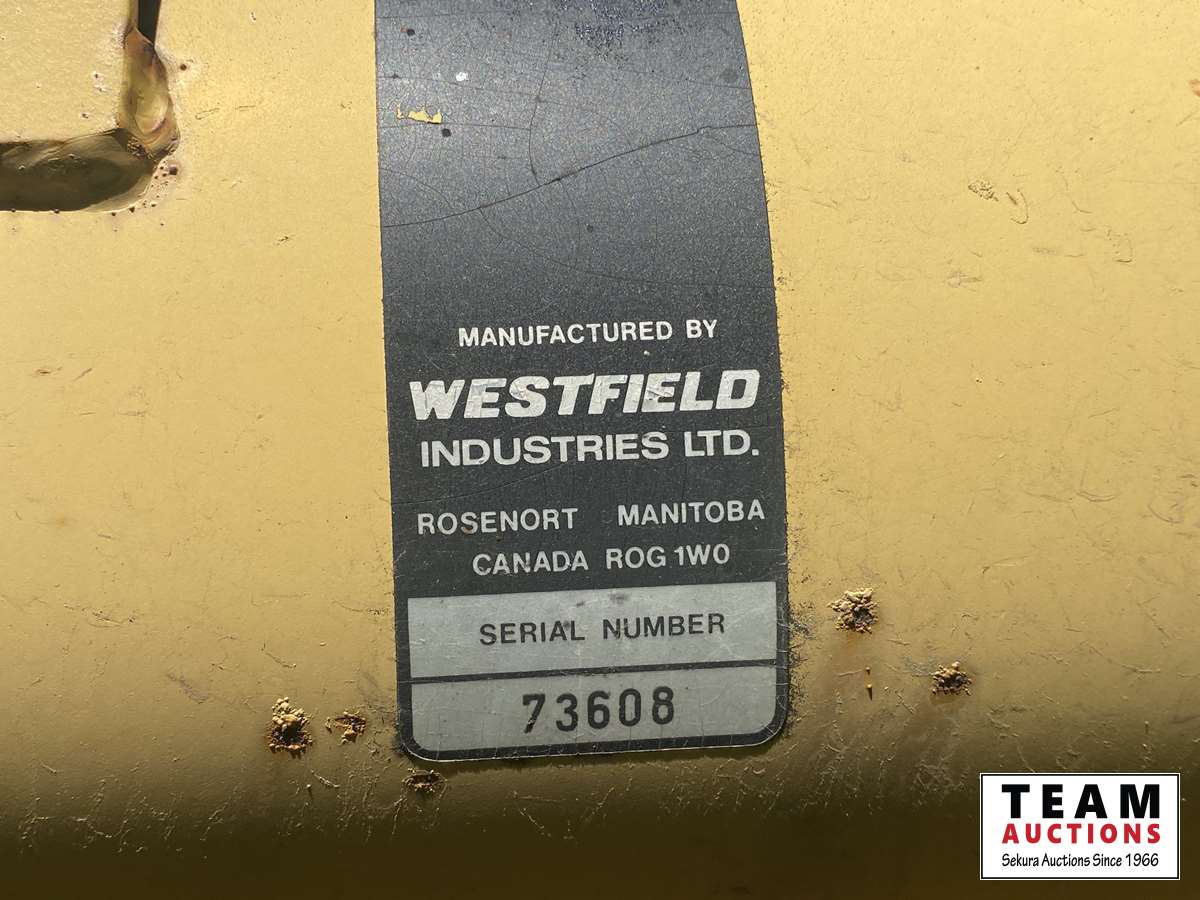 MANUFACTURED BY
WESTFIELD
INDUSTRIES LTD.
ROSENORT MANITOBA
CANADA ROG 1W0
SERIAL NUMBER
73608
TEAM
AUCTIONS
Sekura Auctions Since 1966